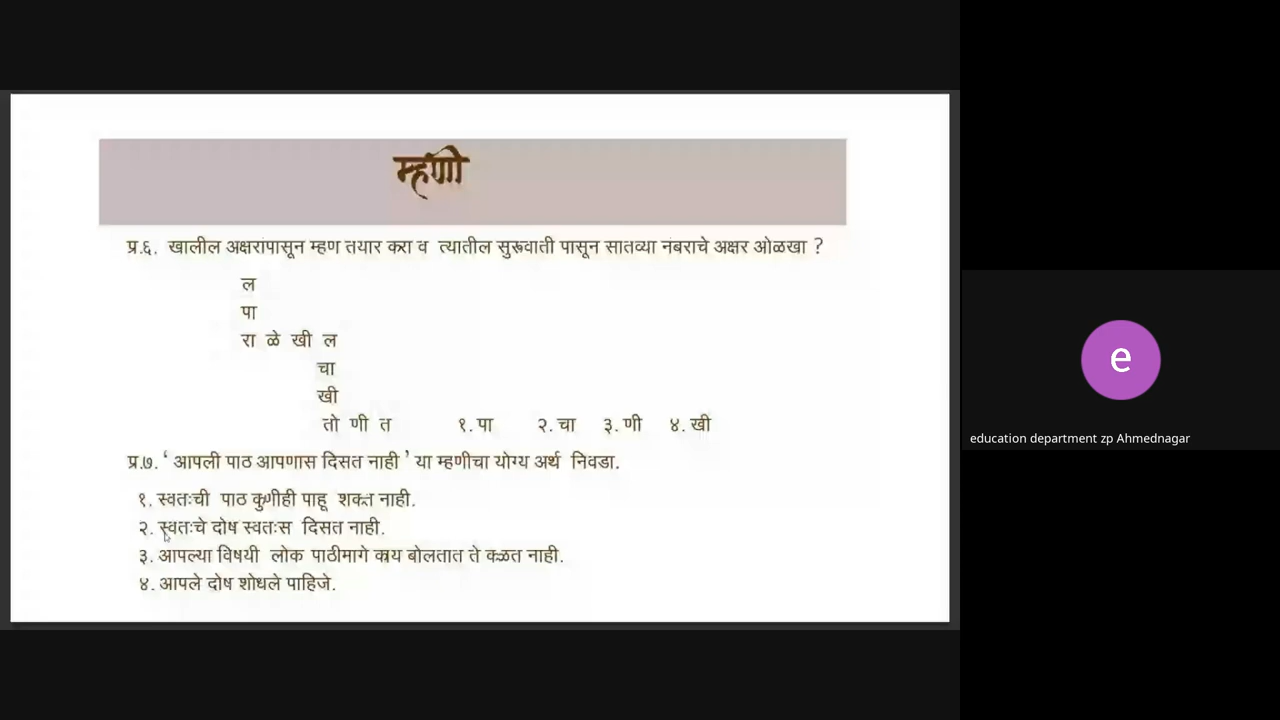 म्हणी
प्र.६. खालील अक्षरांपासून म्हण तयार करा व त्यातील सुरूवाती पासून सातव्या नंबराचे अक्षर ओळखा ?
ल
पा
रा ळे खी ल
चा
खी
तो णी त १. पा २. चा ३. णी ४. खी
प्र.७. ‘ आपली पाठ आपणास दिसत नाही ’ या म्हणीचा योग्य अर्थ निवडा.
१. स्वतःची पाठ कुणीही पाहू शकत नाही.
२. स्वतःचे दोष स्वतःस दिसत नाही.
३. आपल्या विषयी लोक पाठीमागे काय बोलतात ते कळत नाही.
४. आपले दोष शोधले पाहिजे.
e
education department zp Ahmednagar